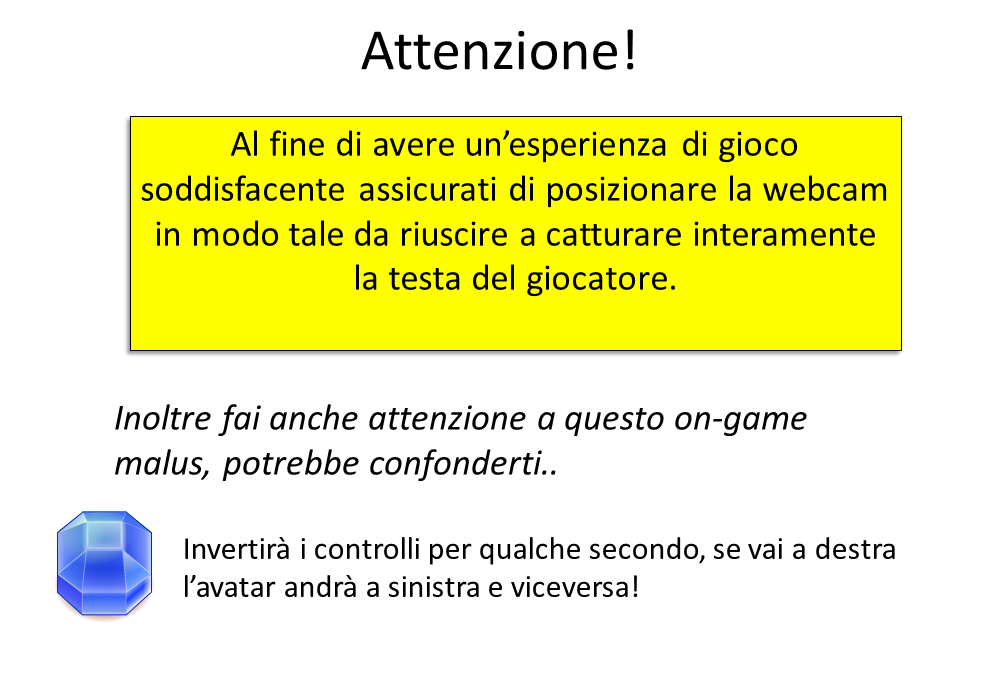 Attenzione!
Al fine di avere un’esperienza di gioco
soddisfacente assicurati di posizionare la webcam
in modo tale da riuscire a catturare interamente
la testa del giocatore.
Inoltre fai anche attenzione a questo on-game
malus, potrebbe confonderti..
Invertirà i controlli per qualche secondo, se vai a destra
l’avatar andrà a sinistra e viceversa!